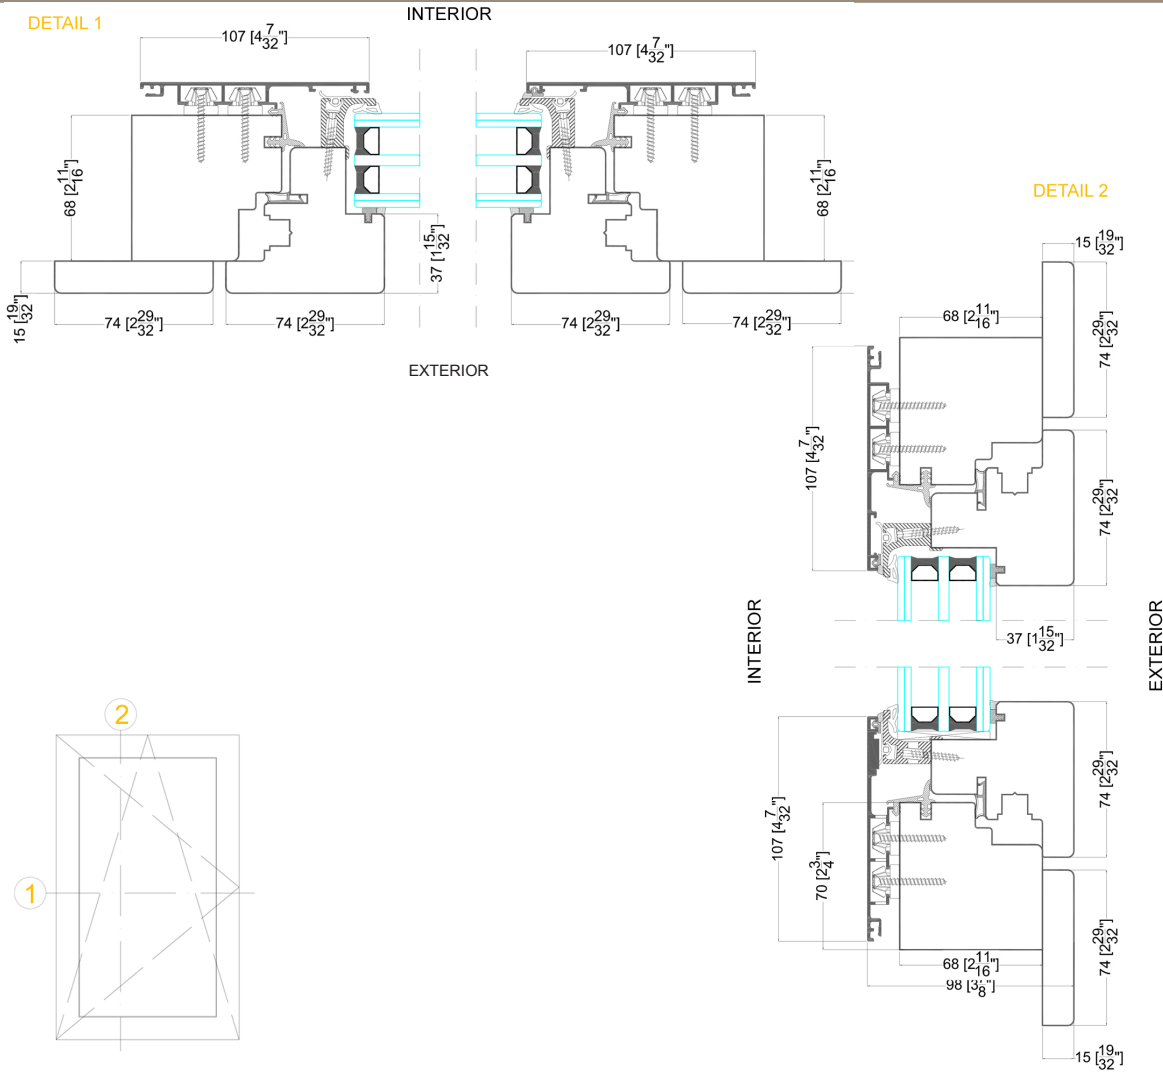 INTERIOR
DETAIL 1
107 [4 7/32"]
107 [4 7/32"]
68 [2 11/16"]
68 [2 11/16"]
DETAIL 2
37 [1 15/32"]
15 [19/32"]
15 [19/32"]
74 [2 29/32"]
74 [2 29/32"]
74 [2 29/32"]
74 [2 29/32"]
68 [2 11/16"]
74 [2 29/32"]
EXTERIOR
107 [4 7/32"]
74 [2 29/32"]
INTERIOR
EXTERIOR
37 [1 15/32"]
2
74 [2 29/32"]
107 [4 7/32"]
70 [2 3/4"]
1
74 [2 29/32"]
68 [2 11/16"]
15 [19/32"]